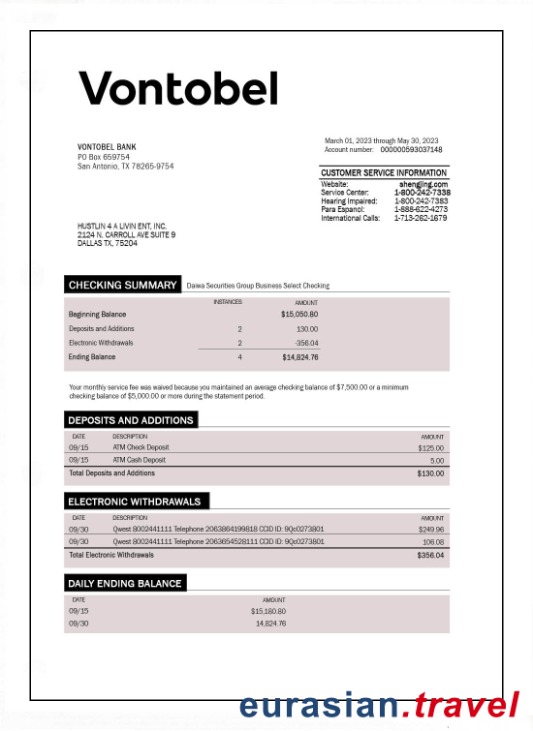 Vontobel
March 01, 2023 through May 30, 2023
Account number: 000000593037148
VONTOBEL BANK
PO Box 659754
San Antonio, TX 78265-9754
CUSTOMER SERVICE INFORMATION
Website: shengjing.com
Service Center: 1-800-242-7338
Hearing Impaired: 1-800-242-7383
Para Espanol: 1-888-622-4273
International Calls: 1-713-262-1679
HUSTLIN 4 A LIVIN ENT, INC.
2124 N. CARROLL AVE SUITE 9
DALLAS TX, 75204
CHECKING SUMMARY Daiwa Securities Group Business Select Checking
INSTANCES AMOUNT
Beginning Balance $15,050.80
Deposits and Additions 2 130.00
Electronic Withdrawals 2 -356.04
Ending Balance 4 $14,824.76
Your monthly service fee was waived because you maintained an average checking balance of $7,500.00 or a minimum
checking balance of $5,000.00 or more during the statement period.
DEPOSITS AND ADDITIONS
DATE DESCRIPTION AMOUNT
09/15 ATM Check Deposit $125.00
09/15 ATM Cash Deposit 5.00
Total Deposits and Additions $130.00
ELECTRONIC WITHDRAWALS
DATE DESCRIPTION AMOUNT
09/30 Qwest 8002441111 Telephone 2063864199818 CCID ID: 9Qc0273801 $249.96
09/30 Qwest 8002441111 Telephone 2063654528111 CCID ID: 9Qc0273801 106.08
Total Electronic Withdrawals $356.04
DAILY ENDING BALANCE
DATE AMOUNT
09/15 $15,180.80
09/30 14,824.76
eurasian.travel